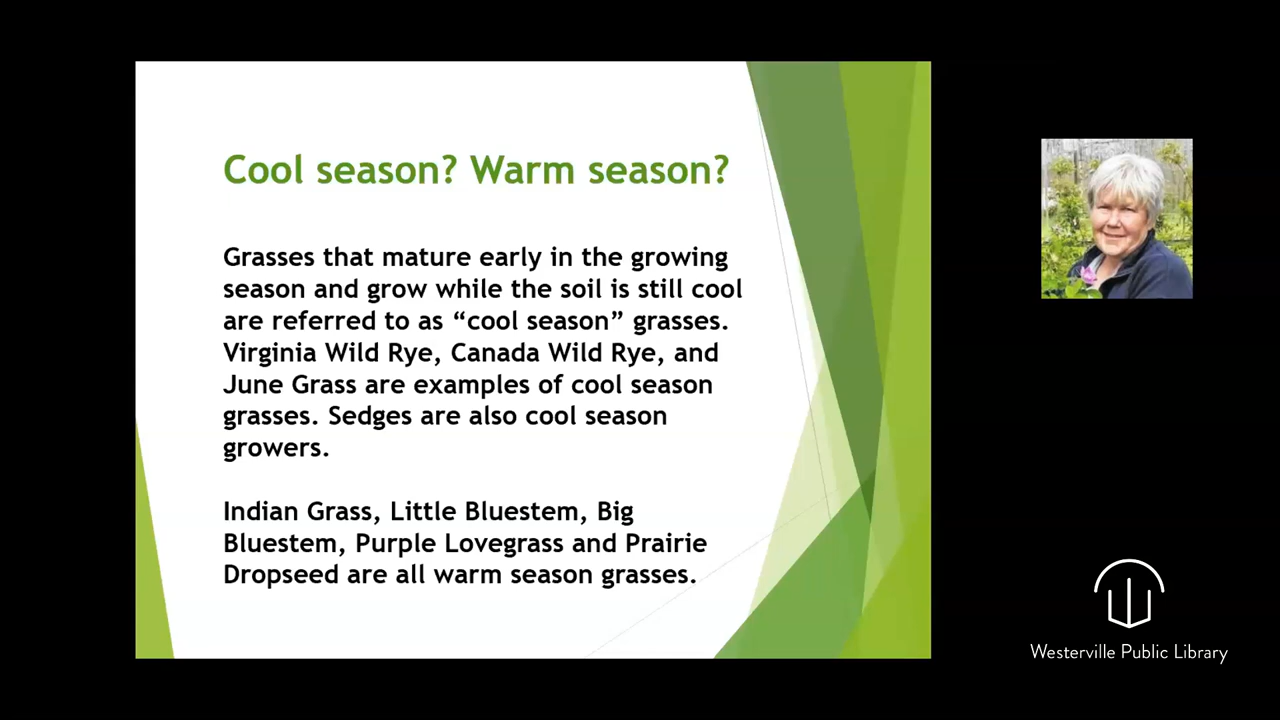 Cool season? Warm season?
Grasses that mature early in the growing
season and grow while the soil is still cool
are referred to as “cool season” grasses.
Virginia Wild Rye, Canada Wild Rye, and
June Grass are examples of cool season
grasses. Sedges are also cool season
growers.
Indian Grass, Little Bluestem, Big
Bluestem, Purple Lovegrass and Prairie
Dropseed are all warm season grasses.
Westerville Public Library